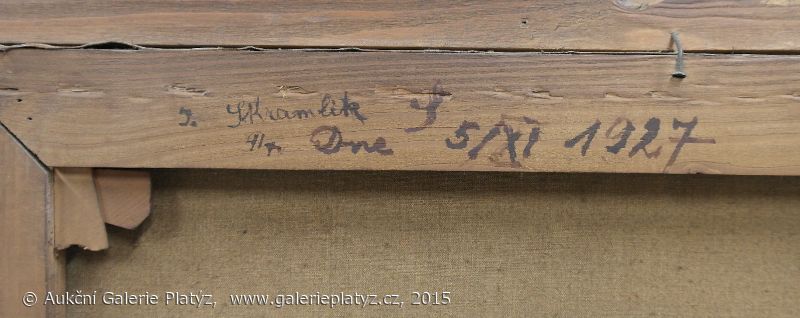 J. Skramlík S
Dne 5/XI 1927
© Aukční Galerie Platýz, www.galerieplatyz.cz, 2015